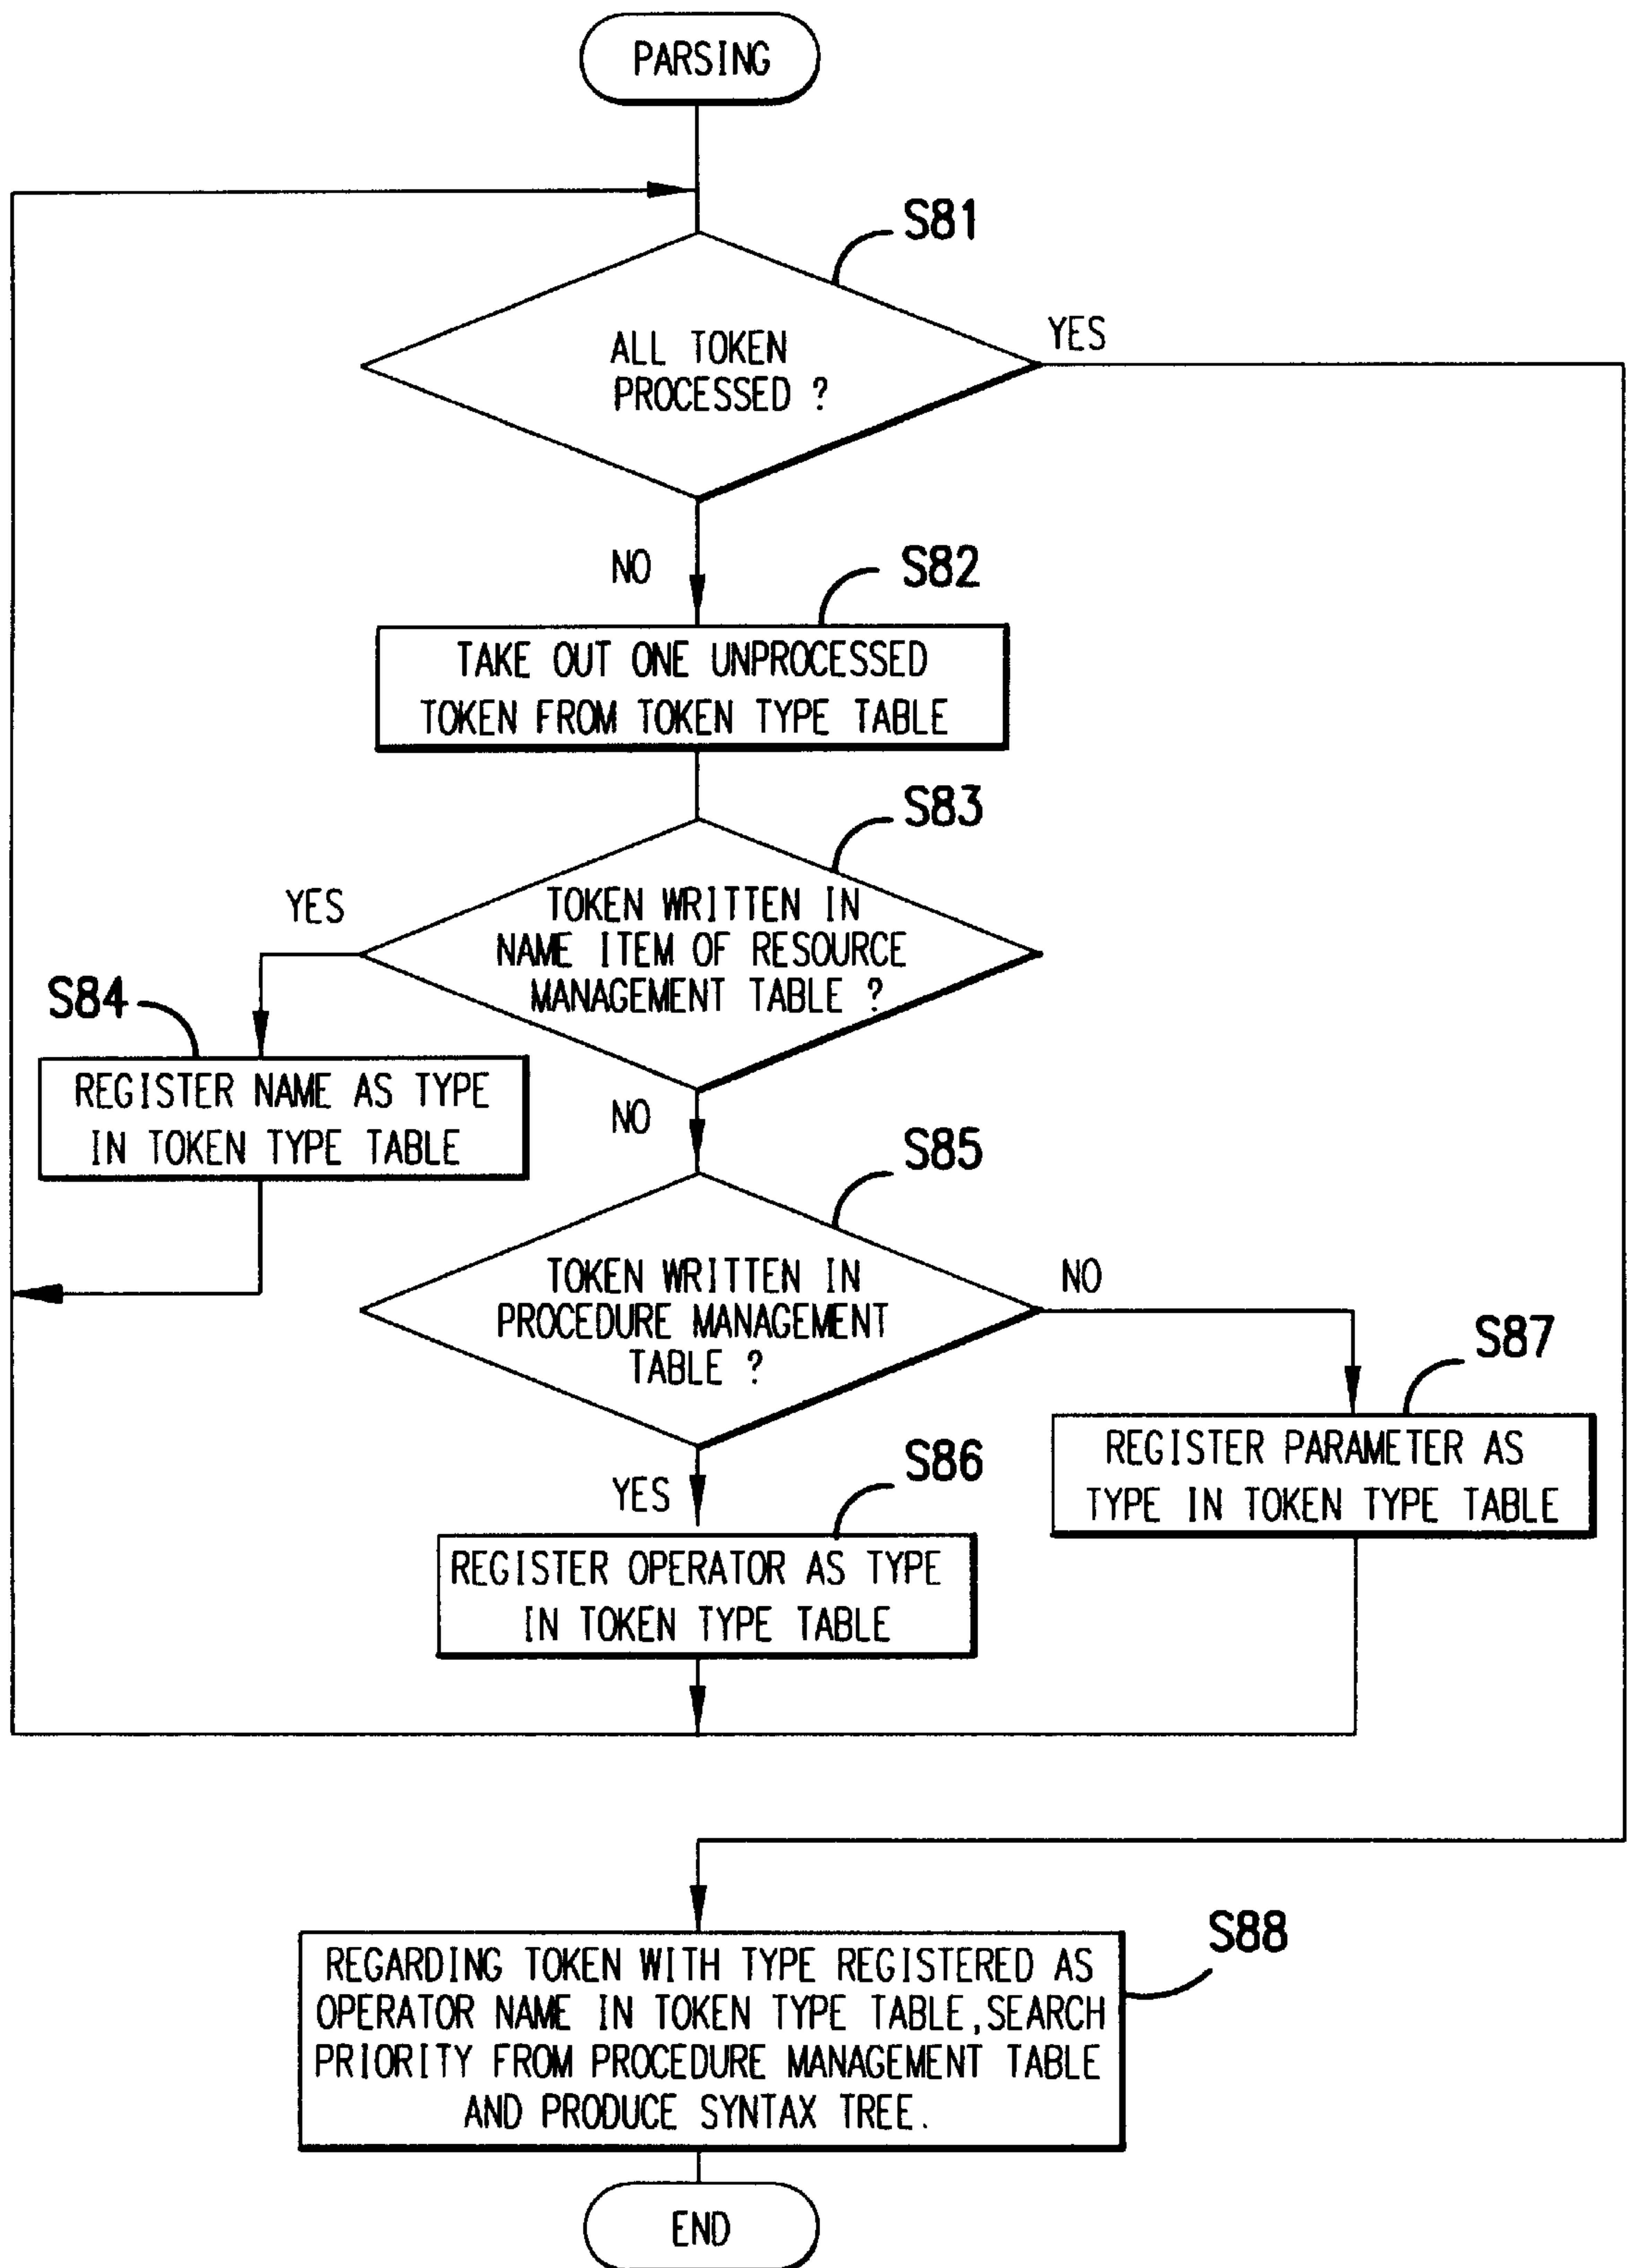 PARSING
S81
ALL TOKEN
PROCESSED ?
YES
NO
S82
TAKE OUT ONE UNPROCESSED
TOKEN FROM TOKEN TYPE TABLE
S83
YES
TOKEN WRITTEN IN
NAME ITEM OF RESOURCE
MANAGEMENT TABLE ?
S84
REGISTER NAME AS TYPE
IN TOKEN TYPE TABLE
NO
S85
TOKEN WRITTEN IN
PROCEDURE MANAGEMENT
TABLE ?
NO
S87
REGISTER PARAMETER AS
TYPE IN TOKEN TYPE TABLE
YES
S86
REGISTER OPERATOR AS TYPE
IN TOKEN TYPE TABLE
S88
REGARDING TOKEN WITH TYPE REGISTERED AS
OPERATOR NAME IN TOKEN TYPE TABLE,SEARCH
PRIORITY FROM PROCEDURE MANAGEMENT TABLE
AND PRODUCE SYNTAX TREE.
END